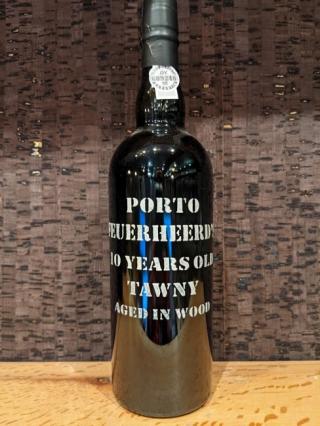 PORTO
FEUERHEERD'S
10 YEARS OLD
TAWNY
AGED IN WOOD